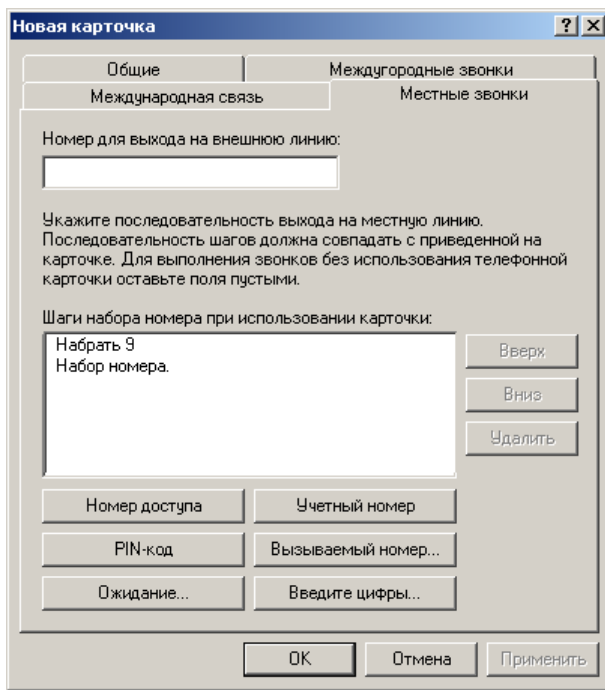 Новая карточка
Общие
Междугородные звонки
Международная связь
Местные звонки
Номер для выхода на внешнюю линию:
Укажите последовательность выхода на местную линию.
Последовательность шагов должна совпадать с приведенной на
карточке. Для выполнения звонков без использования телефонной
карточки оставьте поля пустыми.
Шаги набора номера при использовании карточки:
Набрать 9
Набор номера.
Вверх
Вниз
Удалить
Номер доступа
Учетный номер
PIN-код
Вызываемый номер...
Ожидание...
Введите цифры...
OK
Отмена
Применить